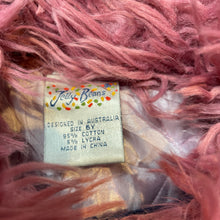 Jelly Beans
DESIGNED IN AUSTRALIA
SIZE 6Y
95% COTTON
5% LYCRA
MADE IN CHINA